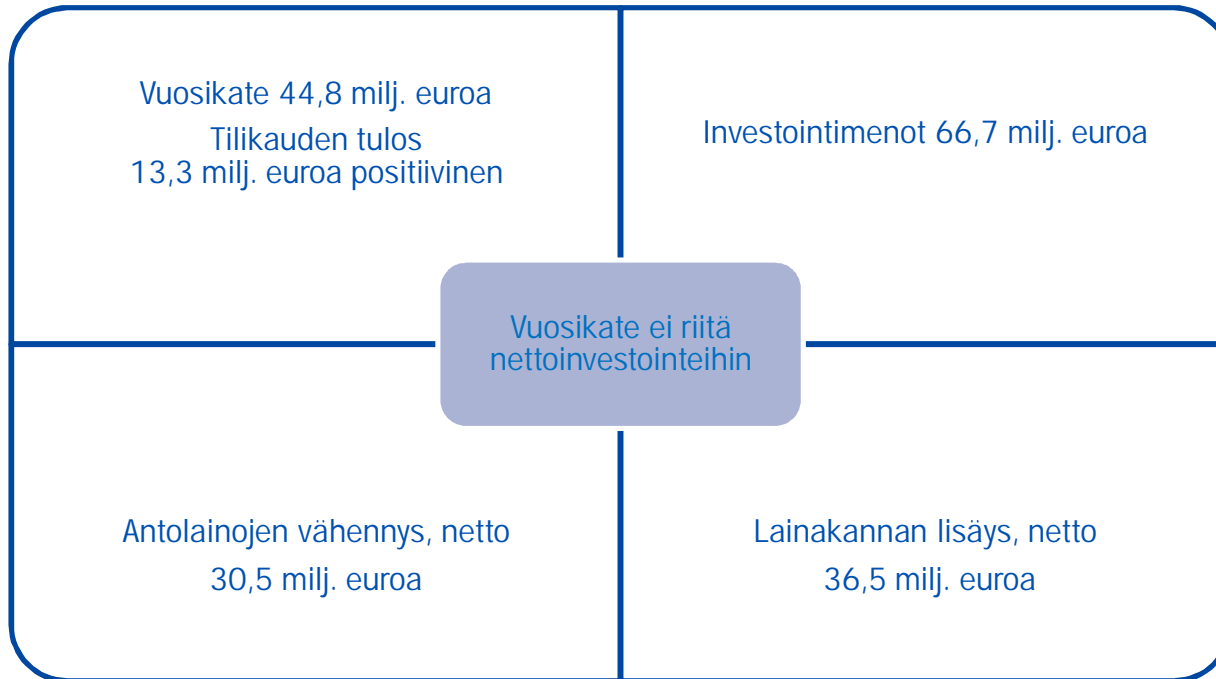 Vuosikate 44,8 milj. euroa
Tilikauden tulos
13,3 milj. euroa positiivinen
Investointimenot 66,7 milj. euroa
Vuosikate ei riitä
nettoinvestointeihin
Antolainojen vähennys, netto
30,5 milj. euroa
Lainakannan lisäys, netto
36,5 milj. euroa